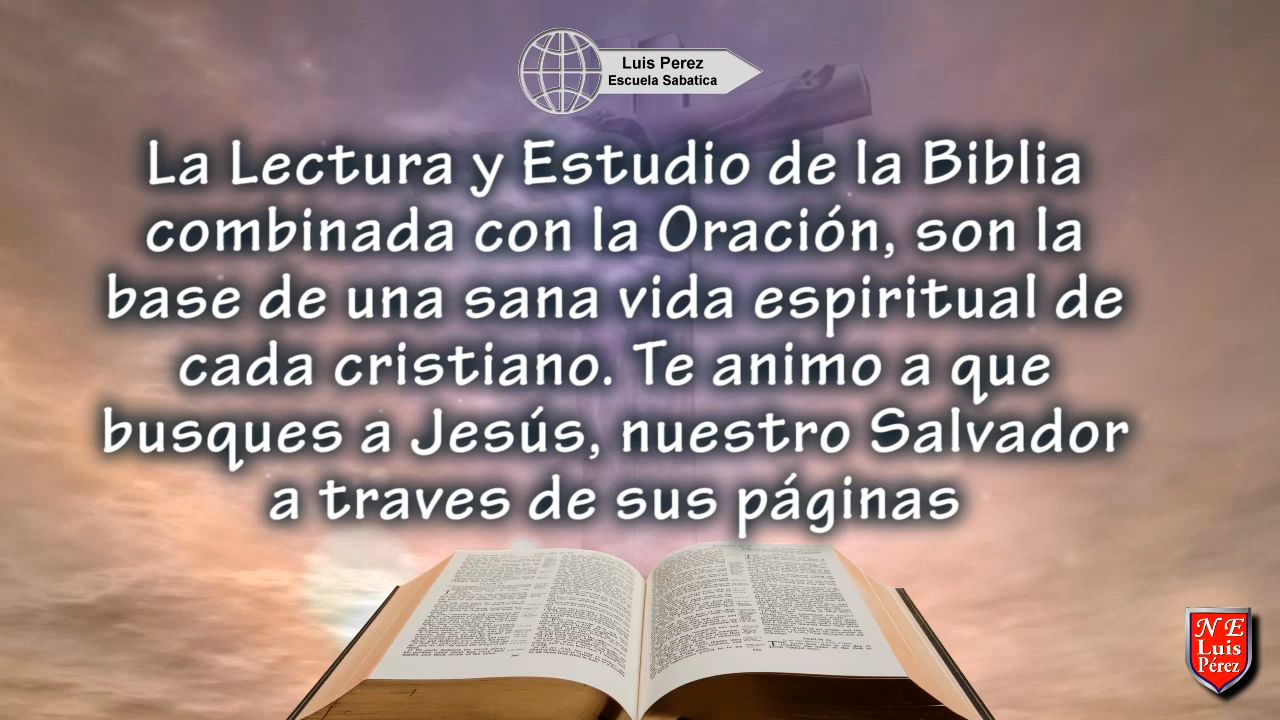 Luis Perez
Escuela Sabatica
La Lectura y Estudio de la Biblia
combinada con la Oración, son la
base de una sana vida espiritual de
cada cristiano. Te animo a que
busques a Jesús, nuestro Salvador
a traves de sus páginas
N E
Luis
Pérez